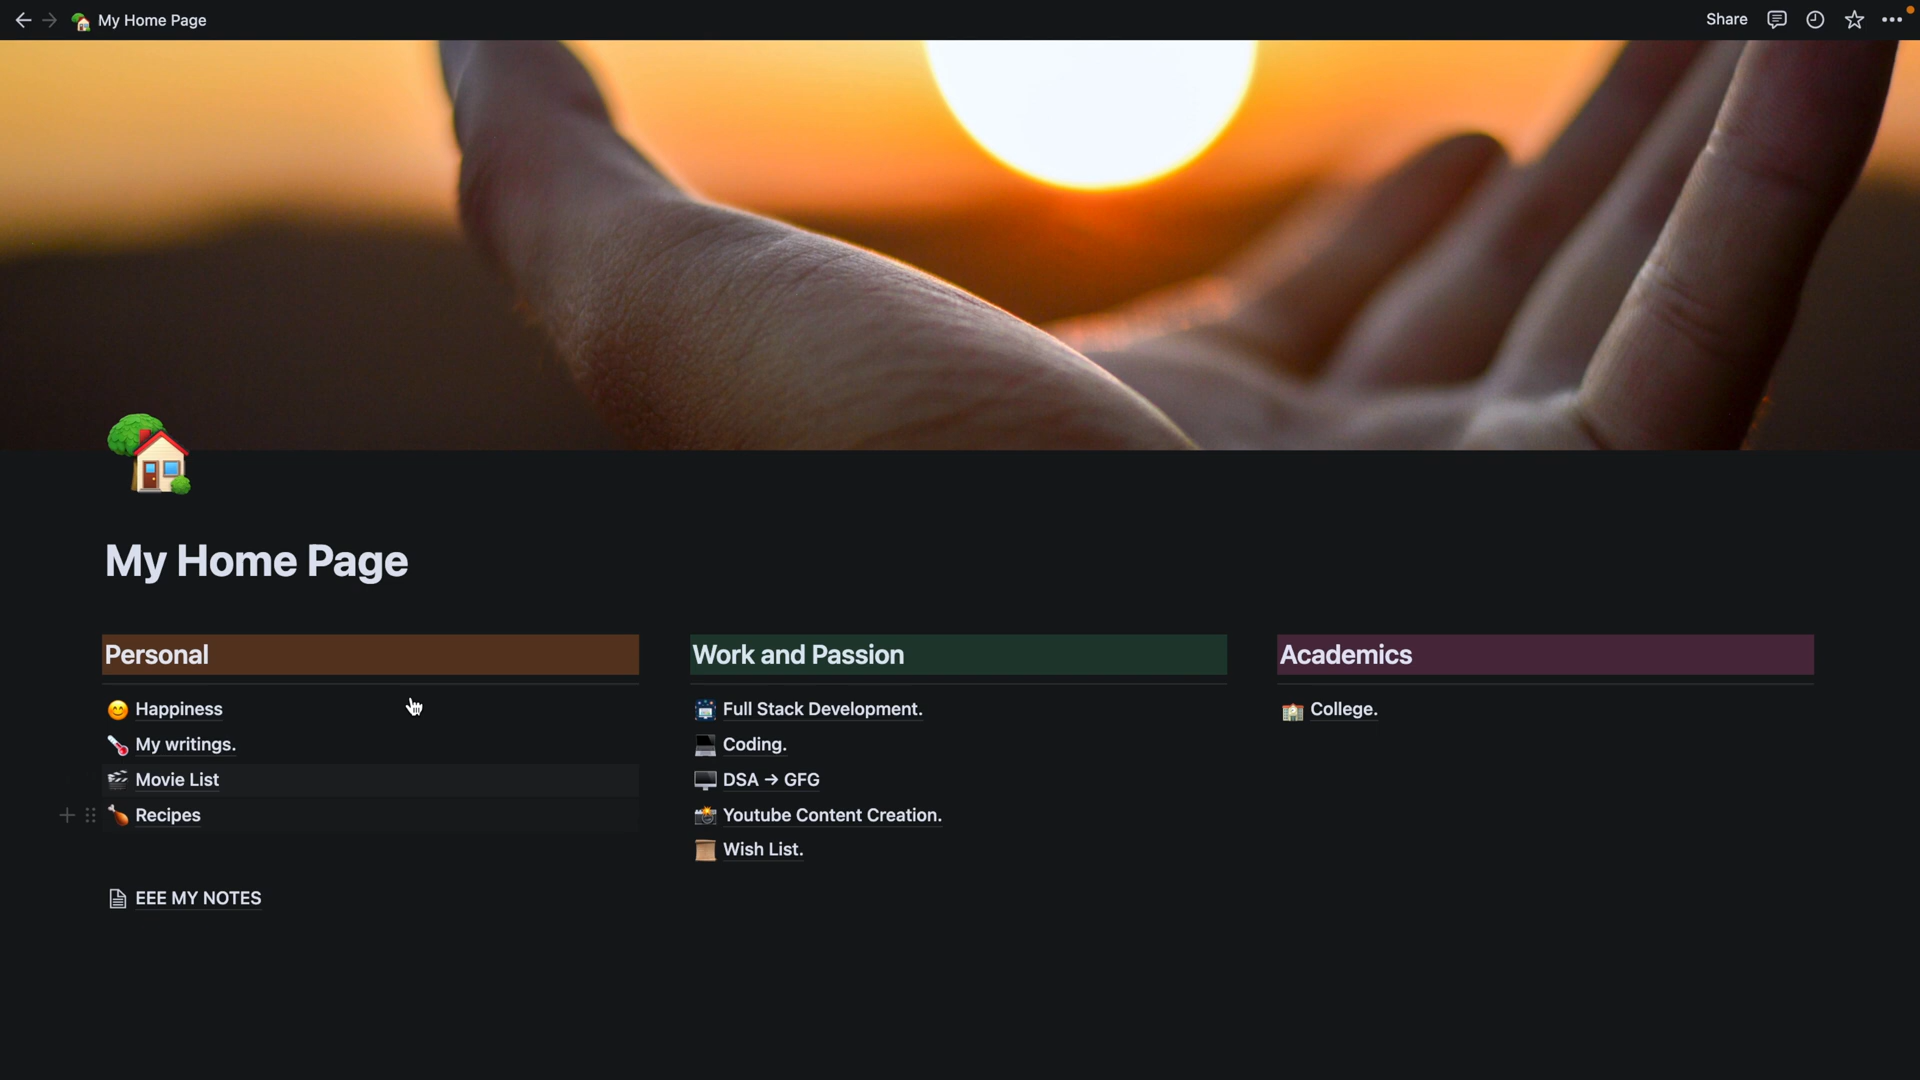 My Home Page
Share
My Home Page
Personal
Happiness
My writings.
Movie List
Recipes
EEE MY NOTES
Work and Passion
Full Stack Development.
Coding.
DSA → GFG
Youtube Content Creation.
Wish List.
Academics
College.